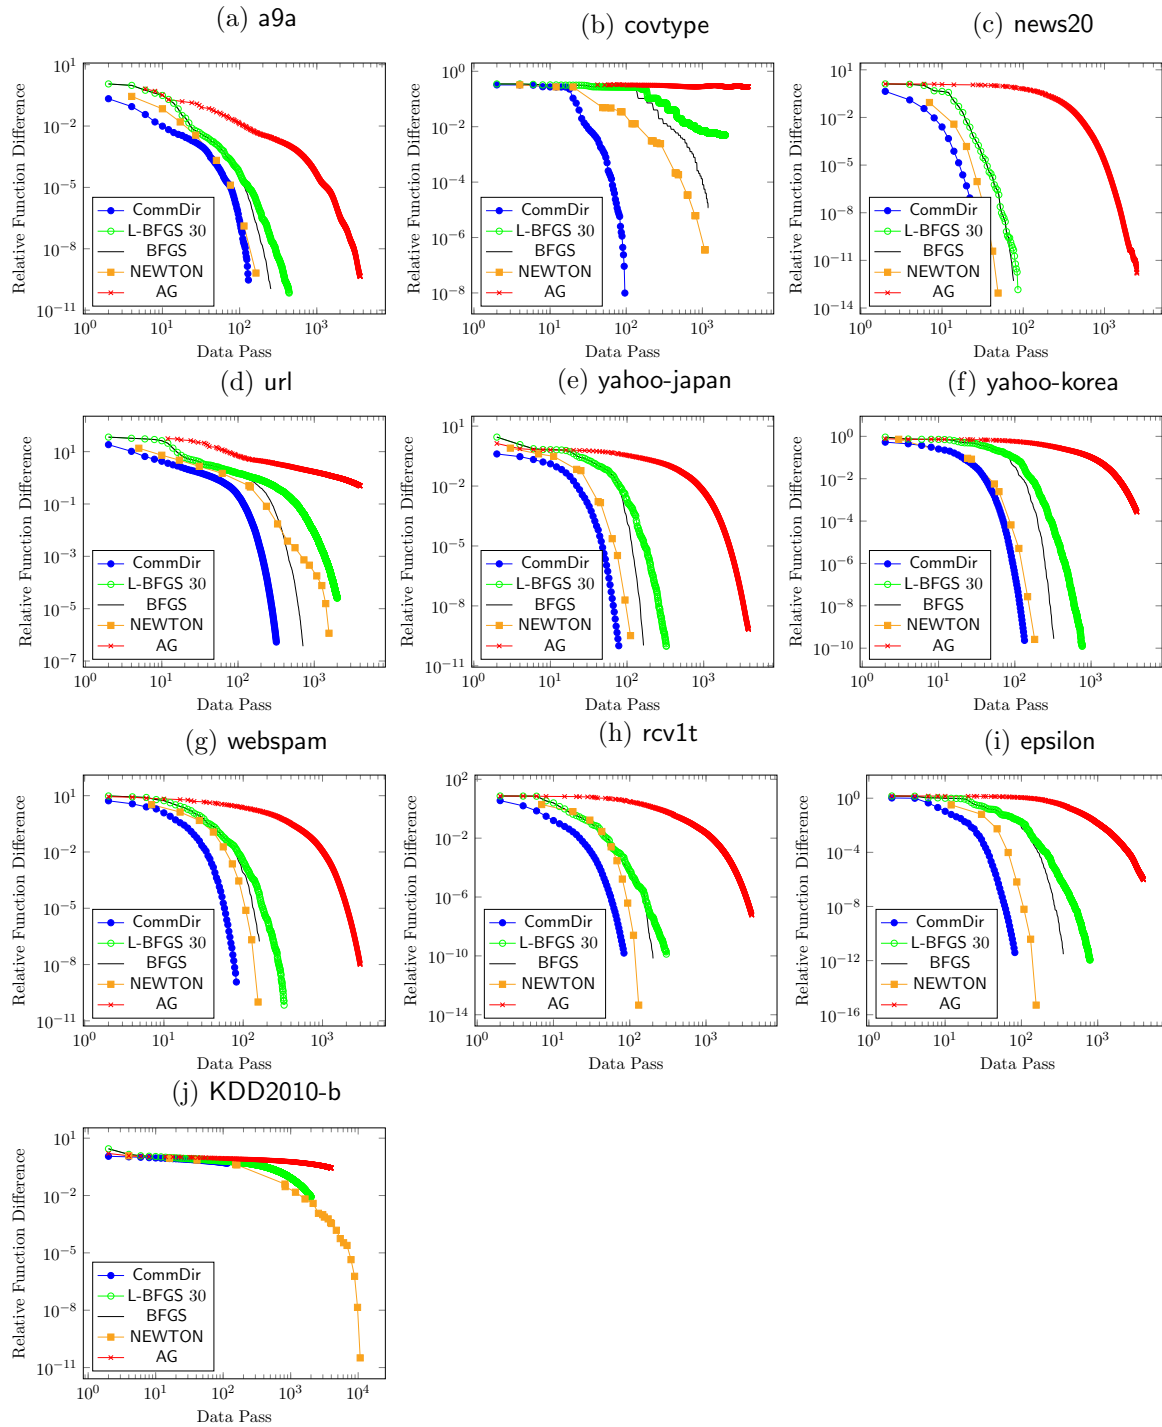 (a) a9a
(b) covtype
(c) news20
Relative Function Difference
10^1
10^-2
10^-5
10^-8
10^-11
CommDir
L-BFGS 30
BFGS
NEWTON
AG
10^0 10^1 10^2 10^3
Data Pass
Relative Function Difference
10^0
10^-2
10^-4
10^-6
10^-8
CommDir
L-BFGS 30
BFGS
NEWTON
AG
10^0 10^1 10^2 10^3
Data Pass
Relative Function Difference
10^1
10^-2
10^-5
10^-8
10^-11
10^-14
CommDir
L-BFGS 30
BFGS
NEWTON
AG
10^0 10^1 10^2 10^3
Data Pass
(d) url
(e) yahoo-japan
(f) yahoo-korea
Relative Function Difference
10^1
10^-1
10^-3
10^-5
10^-7
CommDir
L-BFGS 30
BFGS
NEWTON
AG
10^0 10^1 10^2 10^3
Data Pass
Relative Function Difference
10^1
10^-2
10^-5
10^-8
10^-11
CommDir
L-BFGS 30
BFGS
NEWTON
AG
10^0 10^1 10^2 10^3
Data Pass
Relative Function Difference
10^0
10^-2
10^-4
10^-6
10^-8
10^-10
CommDir
L-BFGS 30
BFGS
NEWTON
AG
10^0 10^1 10^2 10^3
Data Pass
(g) webspam
(h) rcv1t
(i) epsilon
Relative Function Difference
10^1
10^-2
10^-5
10^-8
10^-11
CommDir
L-BFGS 30
BFGS
NEWTON
AG
10^0 10^1 10^2 10^3
Data Pass
Relative Function Difference
10^2
10^-2
10^-6
10^-10
10^-14
CommDir
L-BFGS 30
BFGS
NEWTON
AG
10^0 10^1 10^2 10^3
Data Pass
Relative Function Difference
10^0
10^-4
10^-8
10^-12
10^-16
CommDir
L-BFGS 30
BFGS
NEWTON
AG
10^0 10^1 10^2 10^3
Data Pass
(j) KDD2010-b
Relative Function Difference
10^1
10^-2
10^-5
10^-8
10^-11
CommDir
L-BFGS 30
BFGS
NEWTON
AG
10^0 10^1 10^2 10^3 10^4
Data Pass